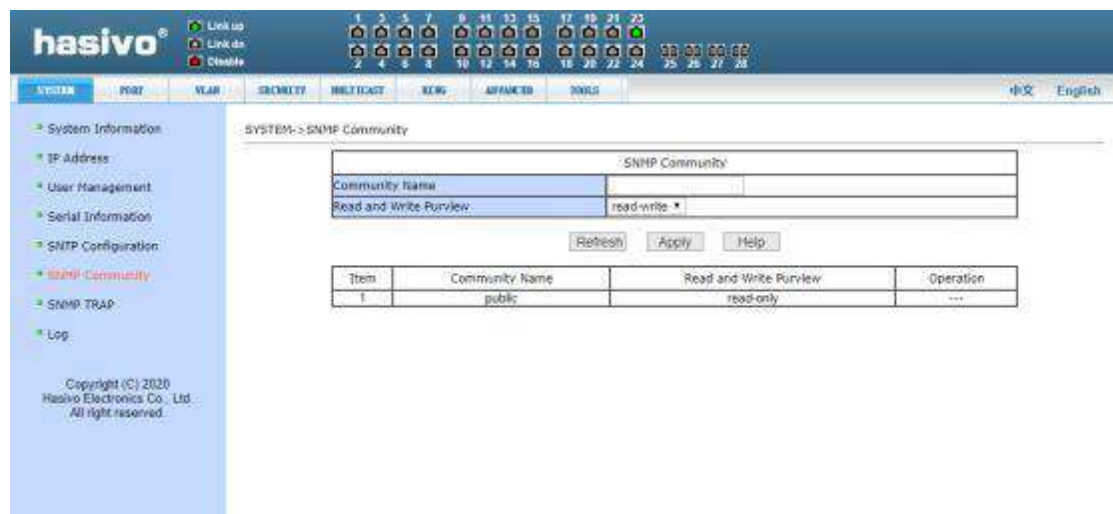 hasivo®
Link up
Link dn
Disable
1 3 5 7 9 11 13 15 17 19 21 23
2 4 6 8 10 12 14 16 18 20 22 24 25 26 27 28
SYSTEM PORT VLAN SECURITY MULTICAST RING ADVANCED TOOLS 中文 English
System Information
IP Address
User Management
Serial Information
SNTP Configuration
SNMP Community
SNMP TRAP
Log
Copyright (C) 2020
Hasivo Electronics Co., Ltd
All right reserved
SYSTEM->SNMP Community
SNMP Community
Community Name
Read and Write Purview read-write
Refresh Apply Help
Item Community Name Read and Write Purview Operation
1 public read-only ---